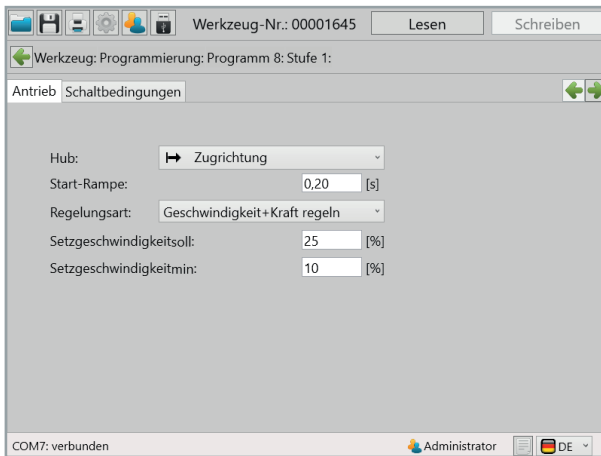 Werkzeug-Nr.: 00001645 Lesen Schreiben
Werkzeug: Programmierung: Programm 8: Stufe 1:
Antrieb Schaltbedingungen
Hub: Zugrichtung
Start-Rampe: 0,20 [s]
Regelungsart: Geschwindigkeit+Kraft regeln
Setzgeschwindigkeitsoll: 25 [%]
Setzgeschwindigkeitmin: 10 [%]
COM7: verbunden Administrator DE